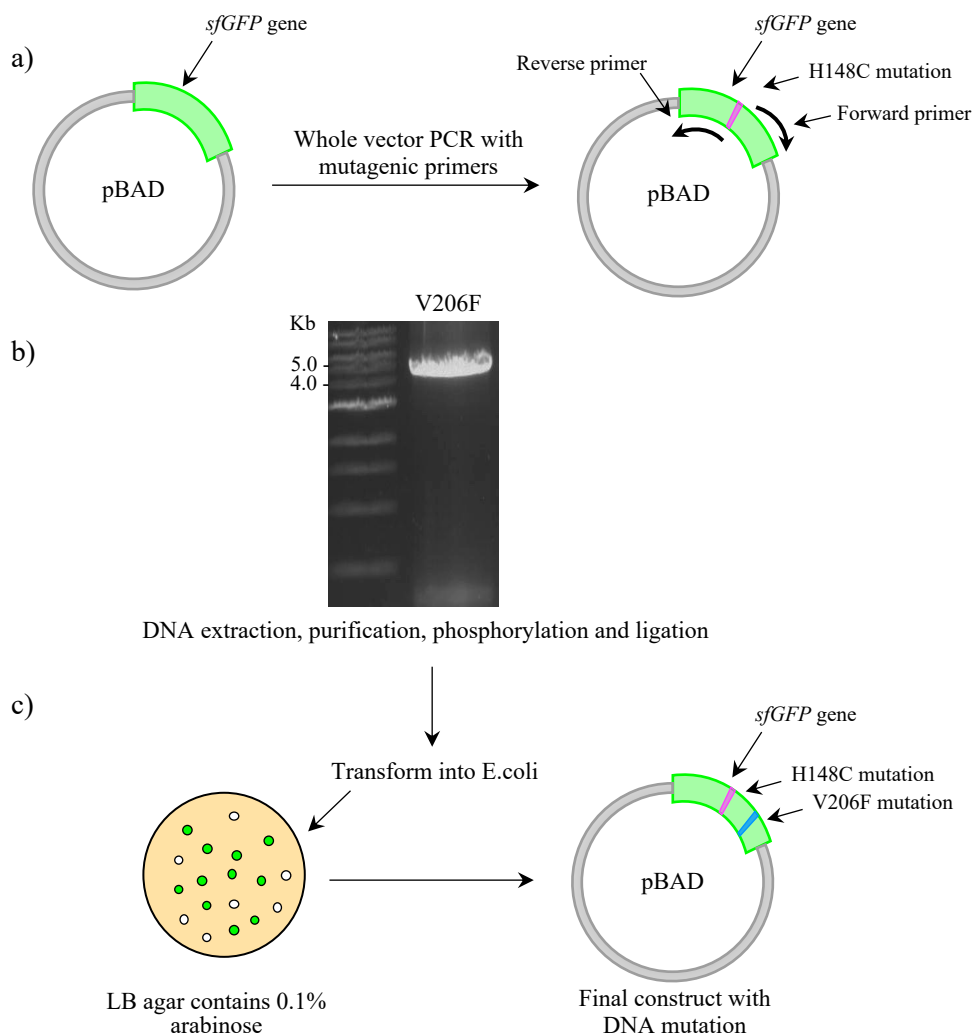 a)
sfGFP gene
pBAD
Whole vector PCR with
mutagenic primers
sfGFP gene
Reverse primer
H148C mutation
Forward primer
pBAD
b)
V206F
Kb
5.0 -
4.0 -
DNA extraction, purification, phosphorylation and ligation
c)
Transform into E.coli
LB agar contains 0.1%
arabinose
sfGFP gene
H148C mutation
V206F mutation
pBAD
Final construct with
DNA mutation